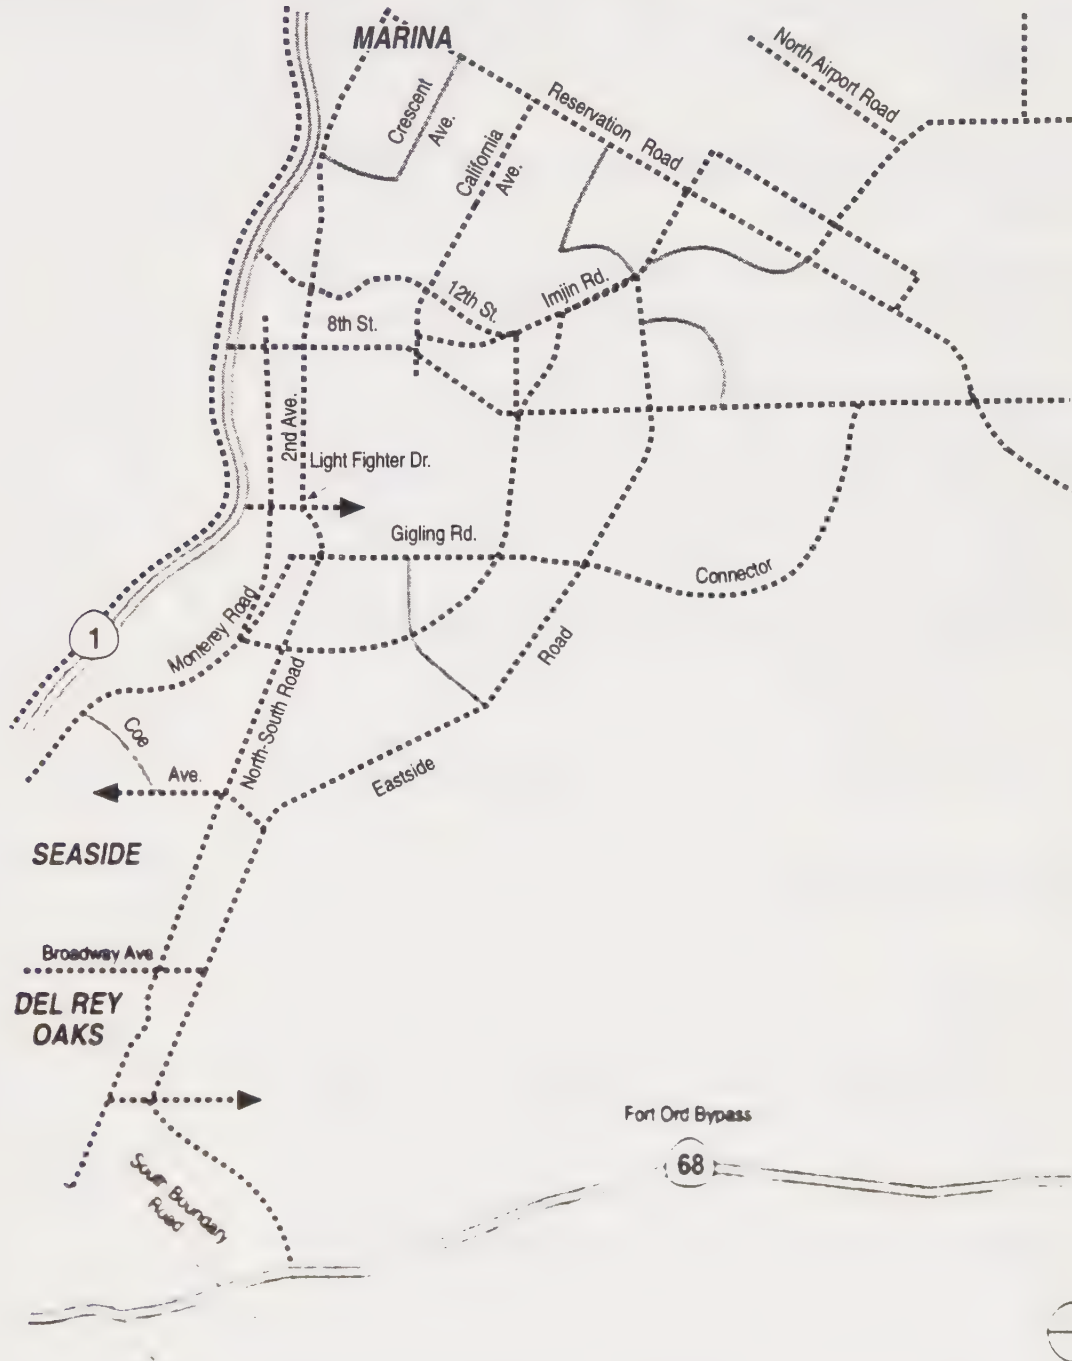 MARINA
North Airport Road
Crescent
Ave.
Reservation Road
California
Ave.
12th St.
Imjin Rd.
8th St.
2nd Ave.
Light Fighter Dr.
Gigling Rd.
Connector
1
Monterey Road
Road
North-South Road
Coe
Ave.
Eastside
SEASIDE
Broadway Ave
DEL REY
OAKS
Fort Ord Bypass
68
South Boundary
Road